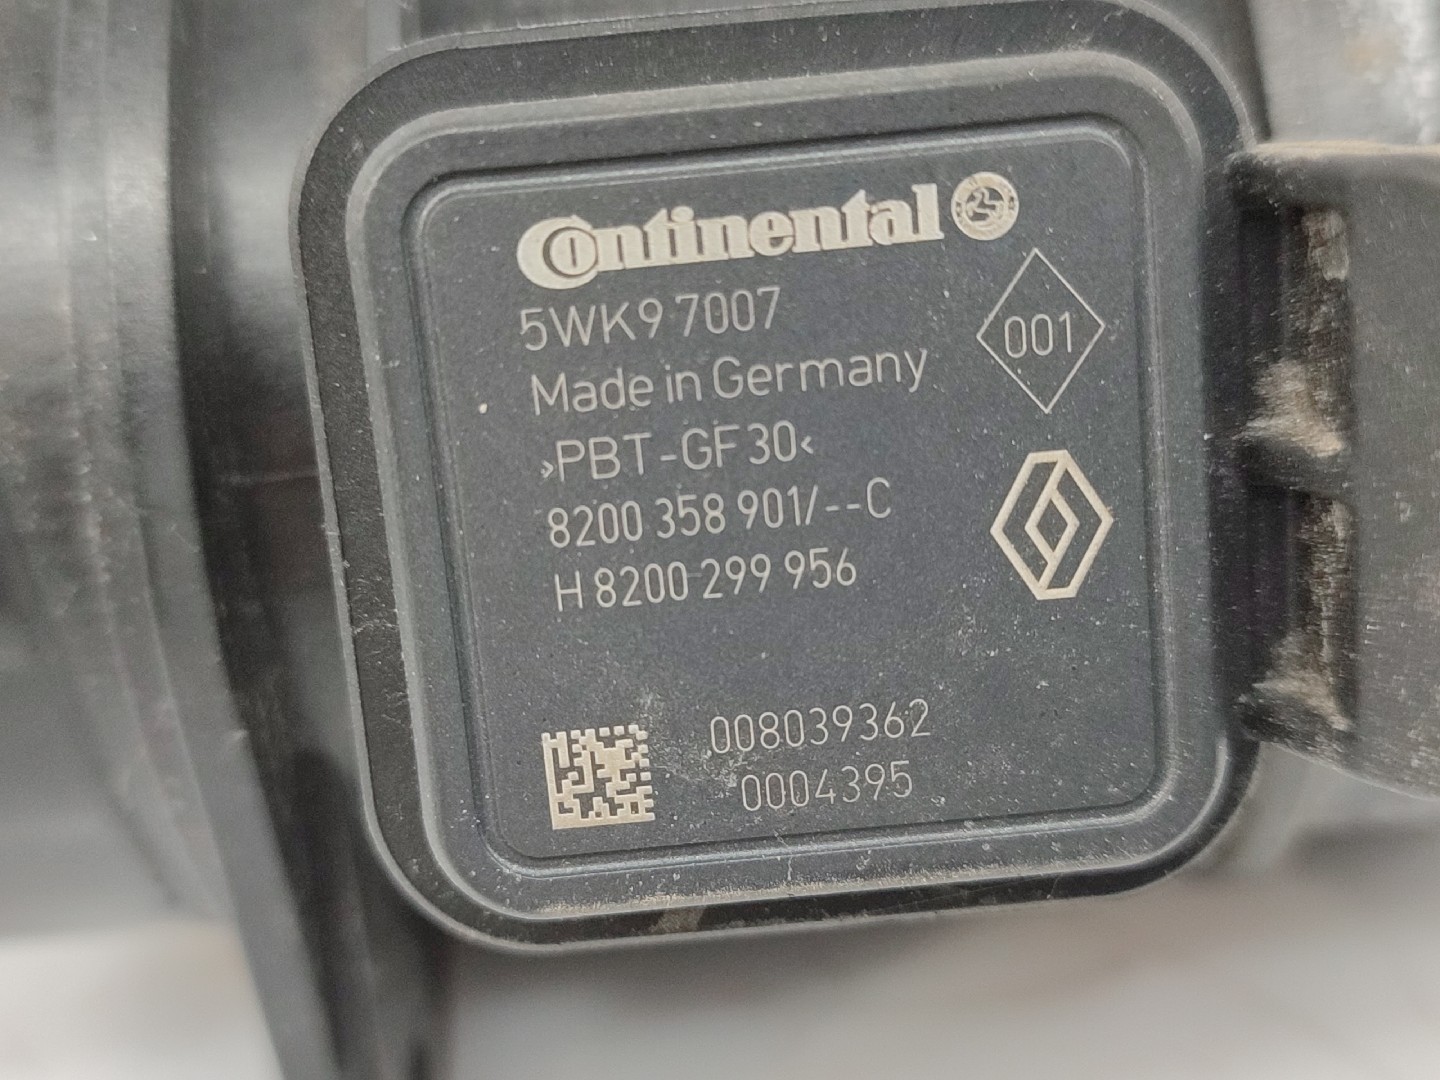 Continental
5WK9 7007
001
Made in Germany
>PBT-GF30<
8200 358 901/--C
H 8200 299 956
008039362
0004395